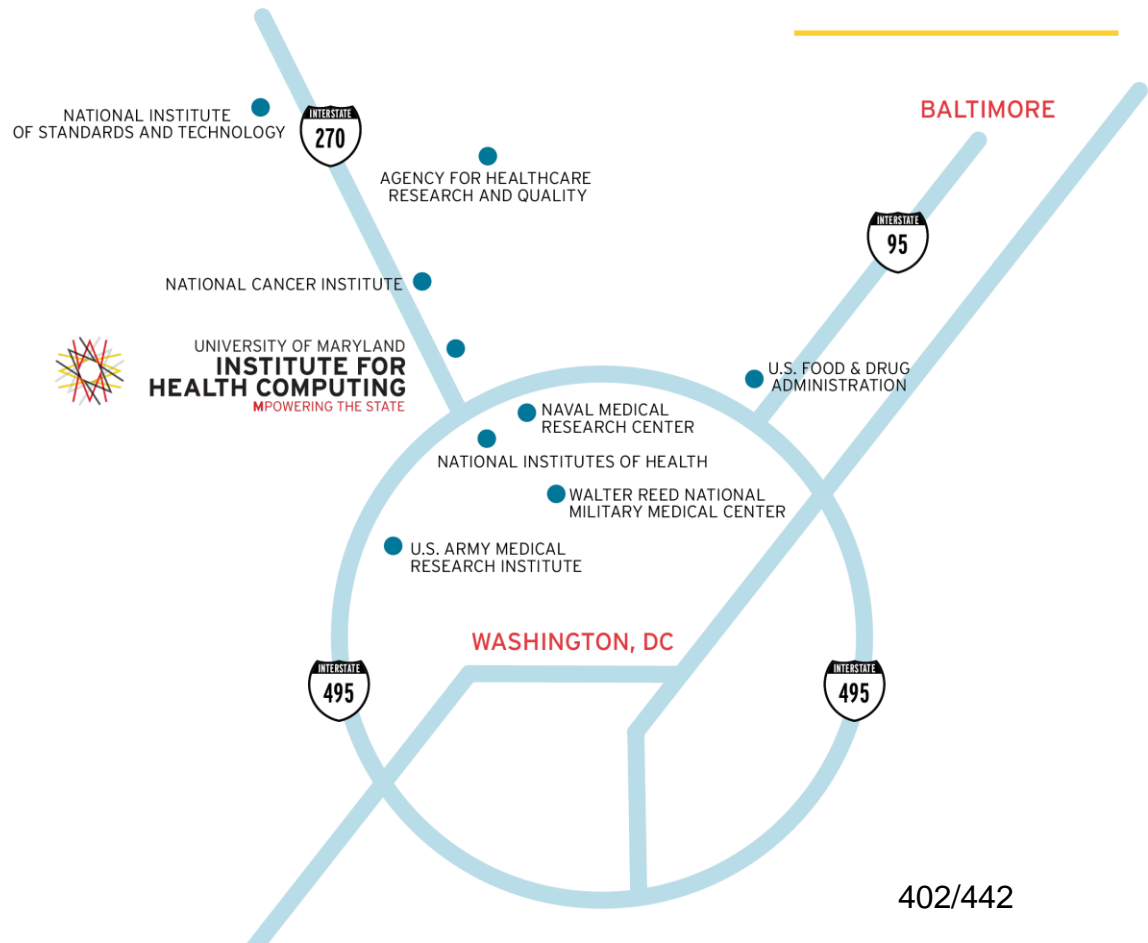 BALTIMORE
NATIONAL INSTITUTE
OF STANDARDS AND TECHNOLOGY
INTERSTATE
270
AGENCY FOR HEALTHCARE
RESEARCH AND QUALITY
INTERSTATE
95
NATIONAL CANCER INSTITUTE
UNIVERSITY OF MARYLAND
INSTITUTE FOR
HEALTH COMPUTING
MPOWERING THE STATE
U.S. FOOD & DRUG
ADMINISTRATION
NAVAL MEDICAL
RESEARCH CENTER
NATIONAL INSTITUTES OF HEALTH
WALTER REED NATIONAL
MILITARY MEDICAL CENTER
U.S. ARMY MEDICAL
RESEARCH INSTITUTE
WASHINGTON, DC
INTERSTATE
495
INTERSTATE
495
402/442